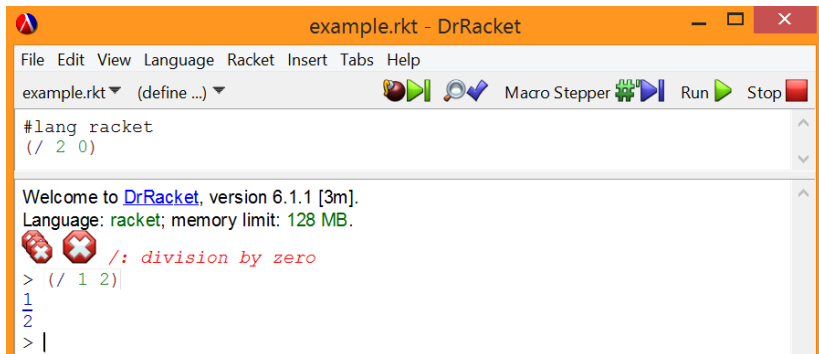 example.rkt - DrRacket
File Edit View Language Racket Insert Tabs Help
example.rkt (define ...) Macro Stepper #' Run Stop
#lang racket
(/ 2 0)
Welcome to DrRacket, version 6.1.1 [3m].
Language: racket; memory limit: 128 MB.
/: division by zero
> (/ 1 2)
1
2
>